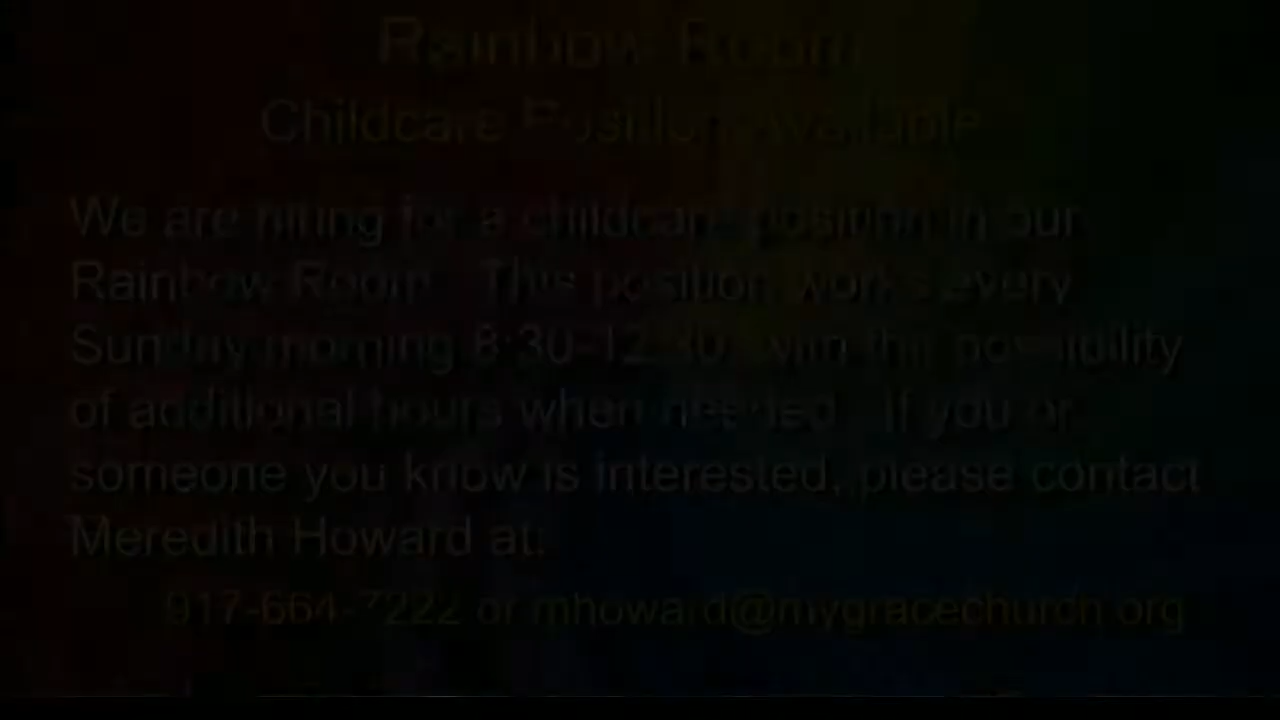 Rainbow Room
Childcare Position Available
We are hiring for a childcare position in our
Rainbow Room. This position works every
Sunday morning 8:30-12:30, with the possibility
of additional hours when needed. If you or
someone you know is interested, please contact
Meredith Howard at:
917-664-7222 or mhoward@mygracechurch.org